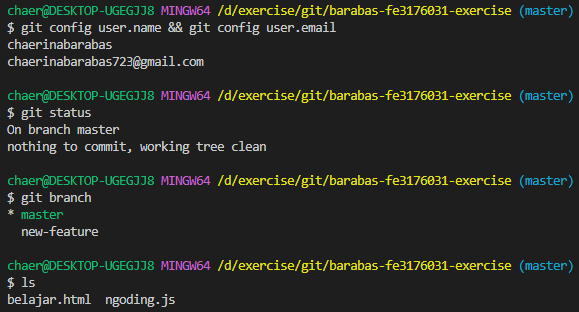 chaer@DESKTOP-UGEGJJ8 MINGW64 /d/exercise/git/barabas-fe3176031-exercise (master)
$ git config user.name && git config user.email
chaerinabarabas
chaerinabarabas723@gmail.com
chaer@DESKTOP-UGEGJJ8 MINGW64 /d/exercise/git/barabas-fe3176031-exercise (master)
$ git status
On branch master
nothing to commit, working tree clean
chaer@DESKTOP-UGEGJJ8 MINGW64 /d/exercise/git/barabas-fe3176031-exercise (master)
$ git branch
* master
  new-feature
chaer@DESKTOP-UGEGJJ8 MINGW64 /d/exercise/git/barabas-fe3176031-exercise (master)
$ ls
belajar.html  ngoding.js